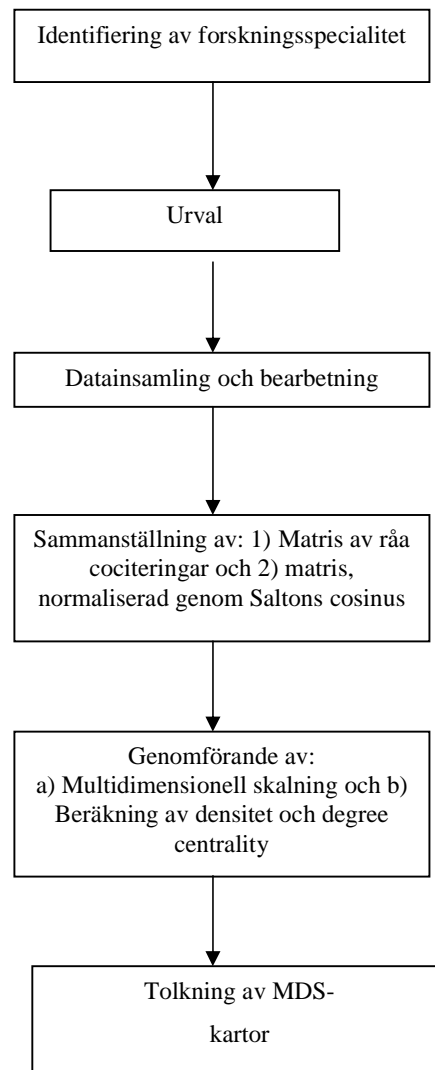 Identifiering av forskningsspecialitet
Urval
Datainsamling och bearbetning
Sammanställning av: 1) Matris av råa
cociteringar och 2) matris,
normaliserad genom Saltons cosinus
Genomförande av:
a) Multidimensionell skalning och b)
Beräkning av densitet och degree
centrality
Tolkning av MDS-
kartor